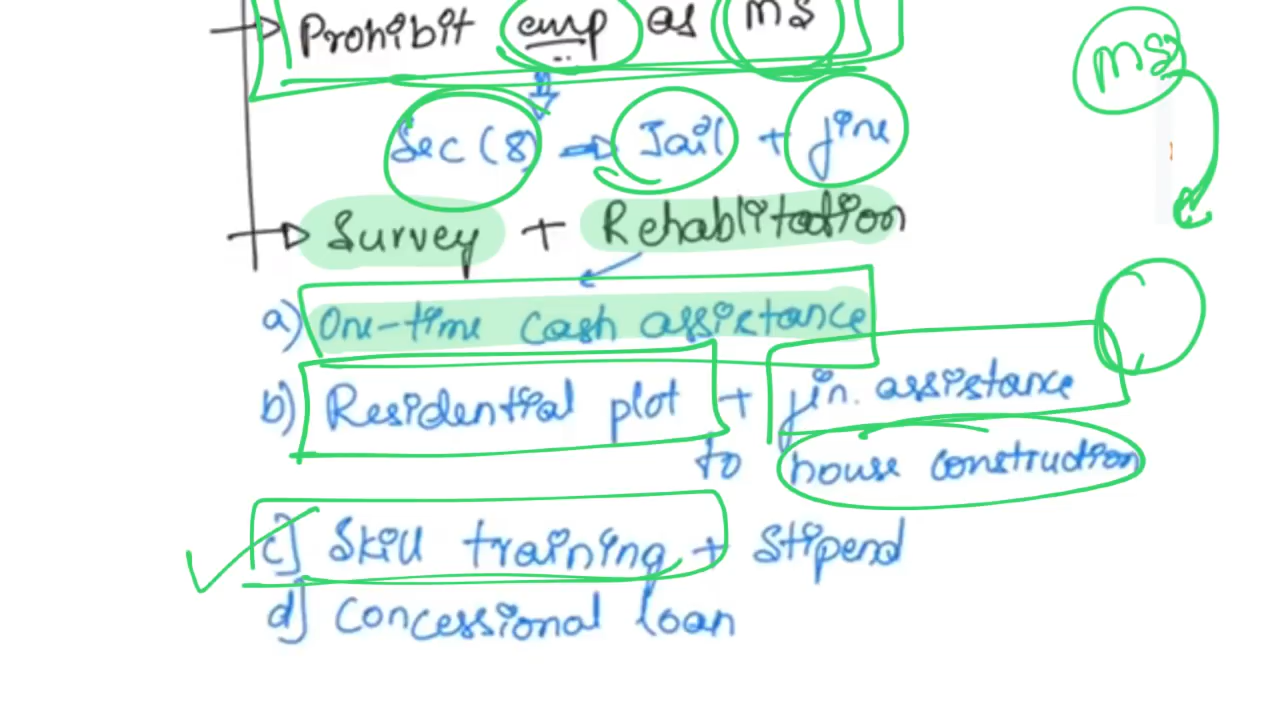 Prohibit emp as ms
ms
Sec (8) → Jail + fine
Survey + Rehablitation
a) One-time cash assistance
b) Residential plot + fin. assistance
to house construction
c] Skill training + Stipend
d] Concessional loan